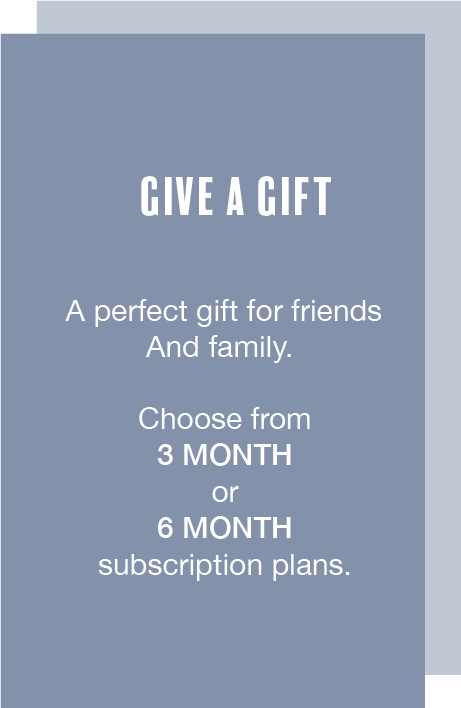 GIVE A GIFT
A perfect gift for friends
And family.
Choose from
3 MONTH
or
6 MONTH
subscription plans.